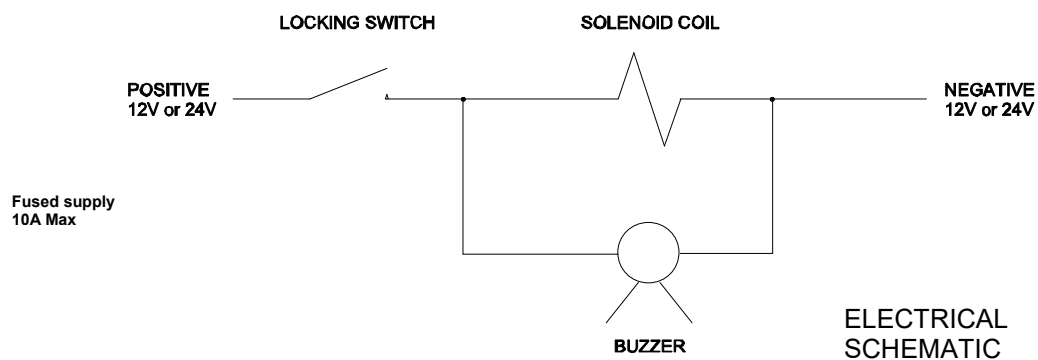 LOCKING SWITCH
SOLENOID COIL
POSITIVE
12V or 24V
NEGATIVE
12V or 24V
Fused supply
10A Max
BUZZER
ELECTRICAL
SCHEMATIC